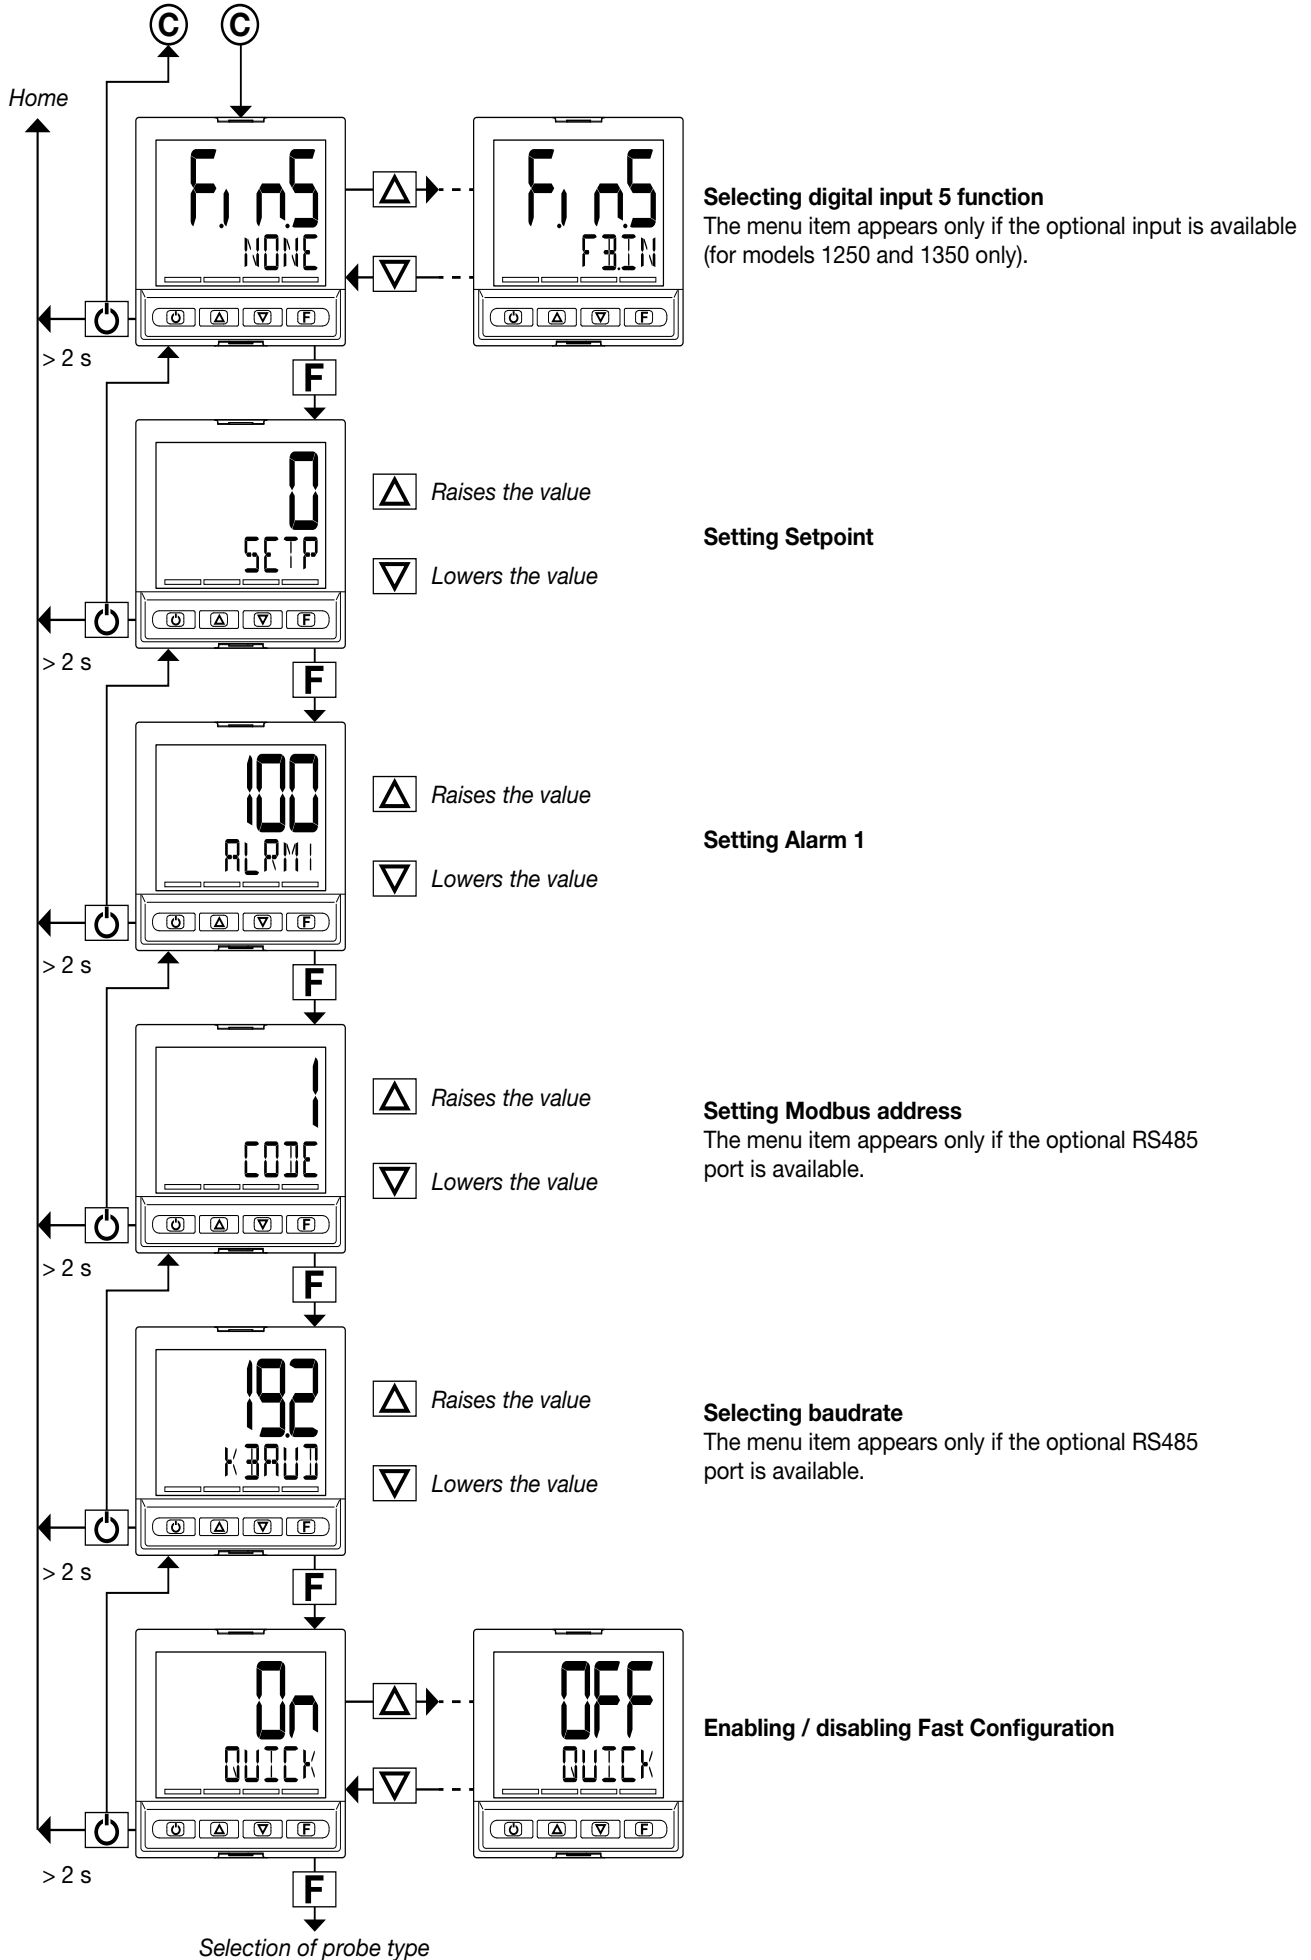 C C
Home
F.in.5 F.in.5
NONE F3.IN
Selecting digital input 5 function
The menu item appears only if the optional input is available
(for models 1250 and 1350 only).
F F
> 2 s
F
0
SETP
Raises the value
Lowers the value
Setting Setpoint
F
> 2 s
F
100
ALRM1
Raises the value
Lowers the value
Setting Alarm 1
F
> 2 s
F
1
CODE
Raises the value
Lowers the value
Setting Modbus address
The menu item appears only if the optional RS485
port is available.
F
> 2 s
F
19.2
KBAUD
Raises the value
Lowers the value
Selecting baudrate
The menu item appears only if the optional RS485
port is available.
F
> 2 s
F
On OFF
QUICK QUICK
Enabling / disabling Fast Configuration
F F
> 2 s
F
Selection of probe type